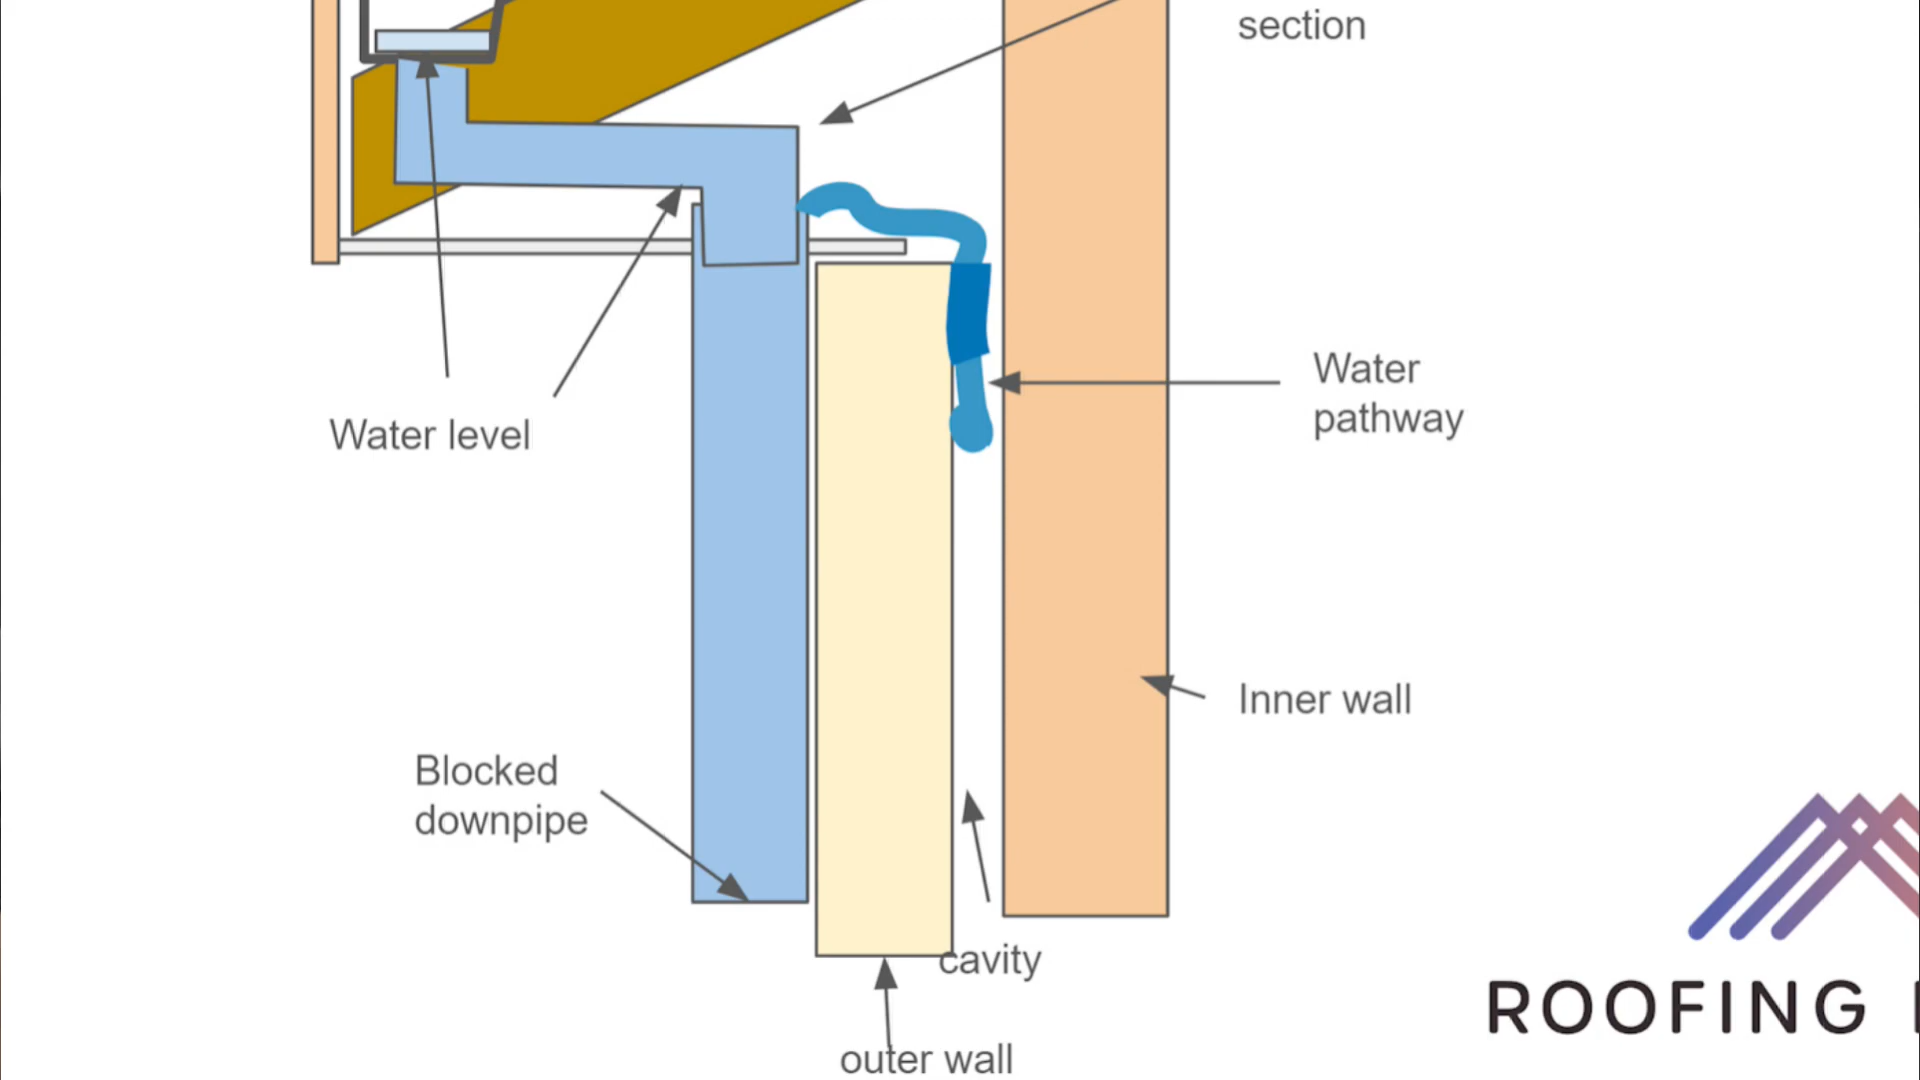 section
Water
pathway
Water level
Inner wall
Blocked
downpipe
cavity
ROOFING
outer wall